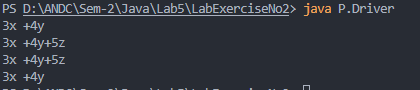 PS D:\ANDC\Sem-2\Java\Lab5\LabExerciseNo2> java P.Driver
3x +4y
3x +4y+5z
3x +4y+5z
3x +4y